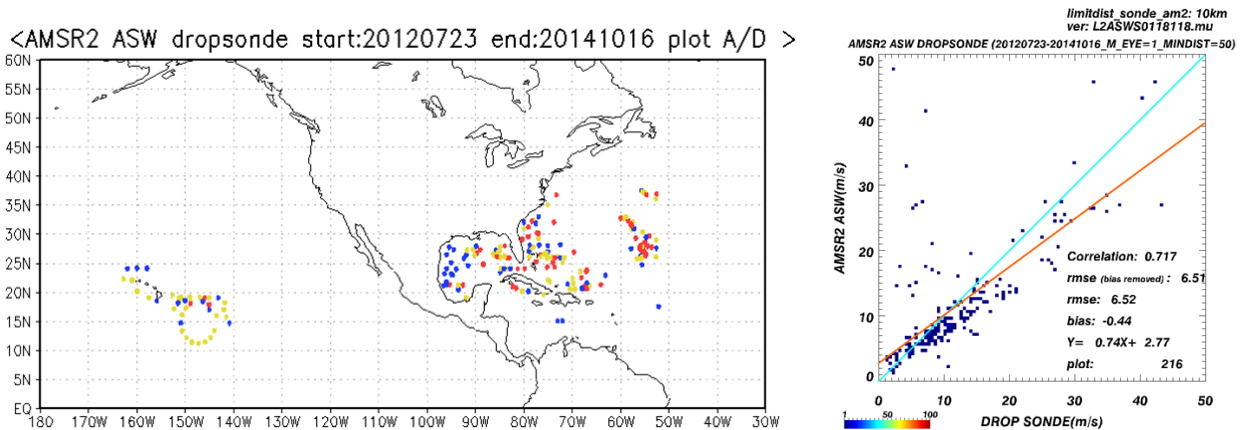 <AMSR2 ASW dropsonde start:20120723 end:20141016 plot A/D >
60N
55N
50N
45N
40N
35N
30N
25N
20N
15N
10N
5N
EQ
180 170W 160W 150W 140W 130W 120W 110W 100W 90W 80W 70W 60W 50W 40W 30W
limitdist_sonde_am2: 10km
ver: L2ASWS0118118.mu
AMSR2 ASW DROPSONDE (20120723-20141016_M_EYE=1_MINDIST=50)
50
40
30
20
10
0
AMSR2 ASW(m/s)
Correlation: 0.717
rmse (bias removed) : 6.51
rmse: 6.52
bias: -0.44
Y= 0.74X+ 2.77
plot: 216
0 10 20 30 40 50
DROP SONDE(m/s)
1 50 100